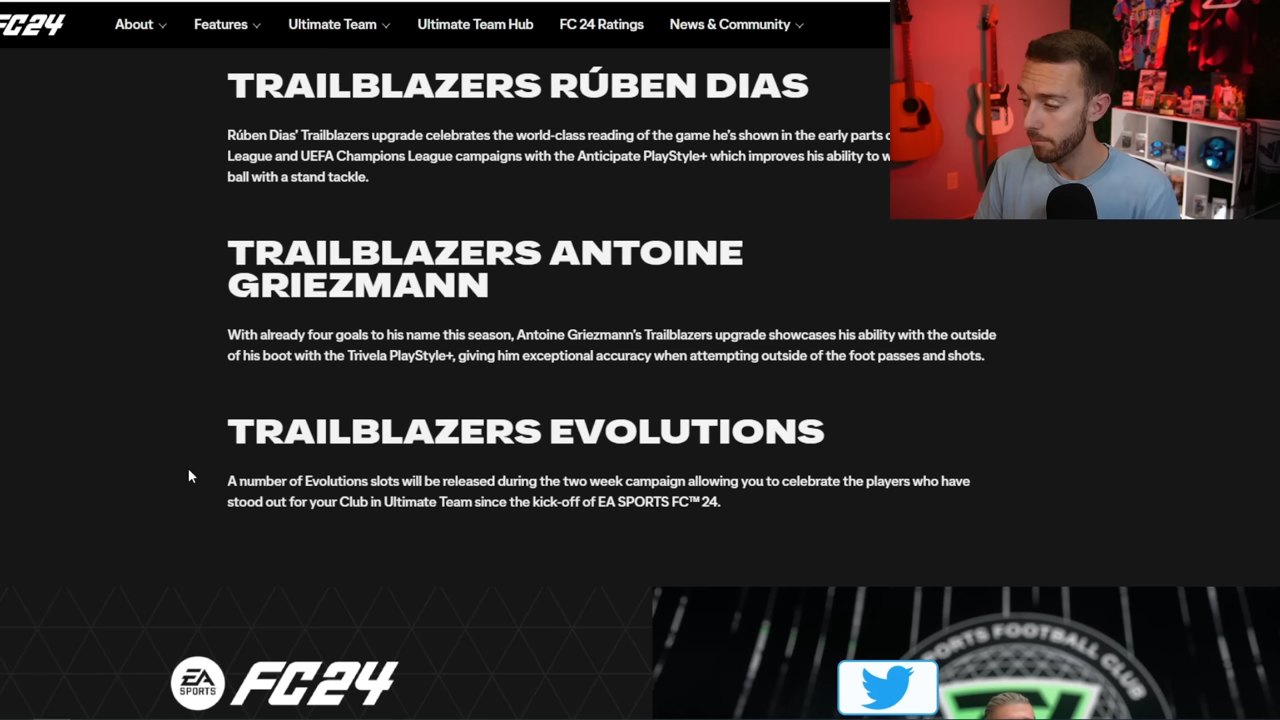 FC24 About Features Ultimate Team Ultimate Team Hub FC 24 Ratings News & Community
TRAILBLAZERS RÚBEN DIAS
Rúben Dias' Trailblazers upgrade celebrates the world-class reading of the game he's shown in the early parts
League and UEFA Champions League campaigns with the Anticipate PlayStyle+ which improves his ability to
ball with a stand tackle.
TRAILBLAZERS ANTOINE
GRIEZMANN
With already four goals to his name this season, Antoine Griezmann's Trailblazers upgrade showcases his ability with the outside
of his boot with the Trivela PlayStyle+, giving him exceptional accuracy when attempting outside of the foot passes and shots.
TRAILBLAZERS EVOLUTIONS
A number of Evolutions slots will be released during the two week campaign allowing you to celebrate the players who have
stood out for your Club in Ultimate Team since the kick-off of EA SPORTS FC™ 24.
EA
SPORTS
FC24
PORTS FOOTBALL CLUB